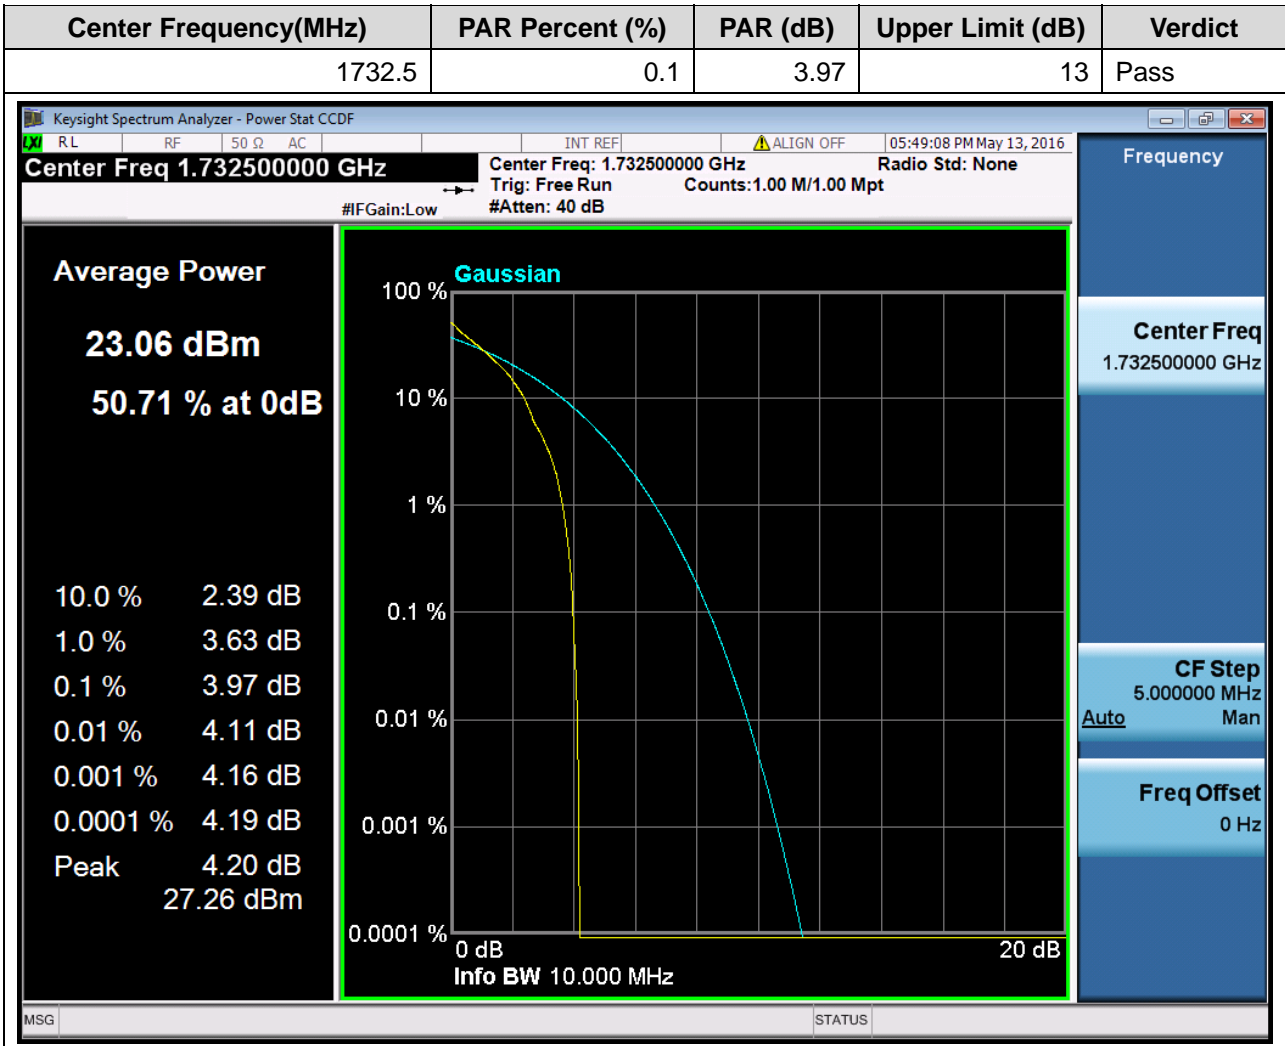 Center Frequency(MHz) PAR Percent (%) PAR (dB) Upper Limit (dB) Verdict
1732.5 0.1 3.97 13 Pass
Keysight Spectrum Analyzer - Power Stat CCDF
LXI RL RF 50 Ω AC INT REF ALIGN OFF 05:49:08 PM May 13, 2016
Center Freq 1.732500000 GHz
Center Freq: 1.732500000 GHz Radio Std: None
Trig: Free Run Counts:1.00 M/1.00 Mpt
#IFGain:Low #Atten: 40 dB
Average Power
23.06 dBm
50.71 % at 0dB
10.0 % 2.39 dB
1.0 % 3.63 dB
0.1 % 3.97 dB
0.01 % 4.11 dB
0.001 % 4.16 dB
0.0001 % 4.19 dB
Peak 4.20 dB
27.26 dBm
Gaussian
100 %
10 %
1 %
0.1 %
0.01 %
0.001 %
0.0001 %
0 dB 20 dB
Info BW 10.000 MHz
Frequency
Center Freq
1.732500000 GHz
CF Step
5.000000 MHz
Auto Man
Freq Offset
0 Hz
MSG STATUS